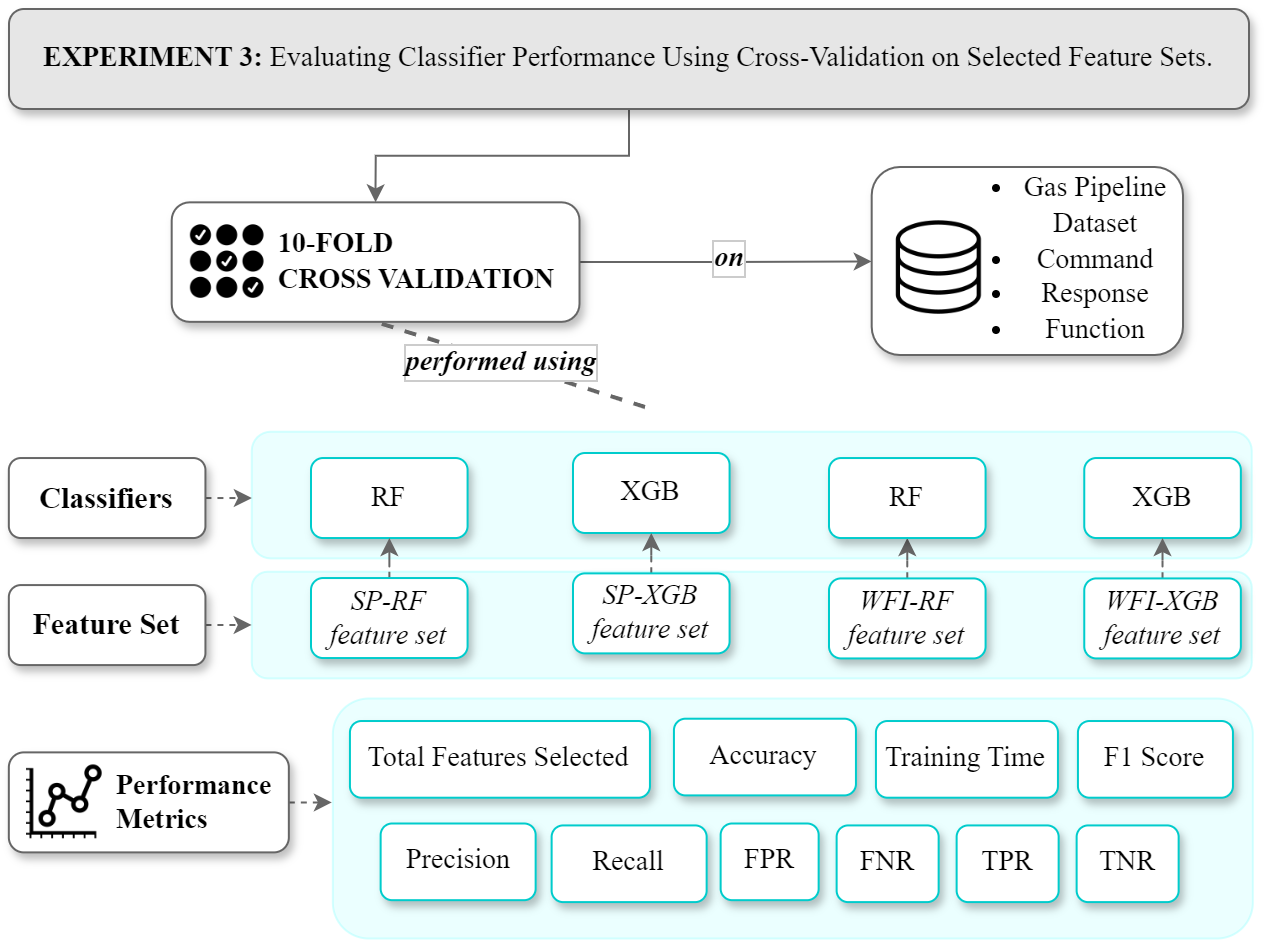 EXPERIMENT 3: Evaluating Classifier Performance Using Cross-Validation on Selected Feature Sets.
10-FOLD
CROSS VALIDATION
on
• Gas Pipeline
Dataset
• Command
• Response
• Function
performed using
Classifiers
RF
XGB
RF
XGB
Feature Set
SP-RF
feature set
SP-XGB
feature set
WFI-RF
feature set
WFI-XGB
feature set
Performance
Metrics
Total Features Selected
Accuracy
Training Time
F1 Score
Precision
Recall
FPR
FNR
TPR
TNR